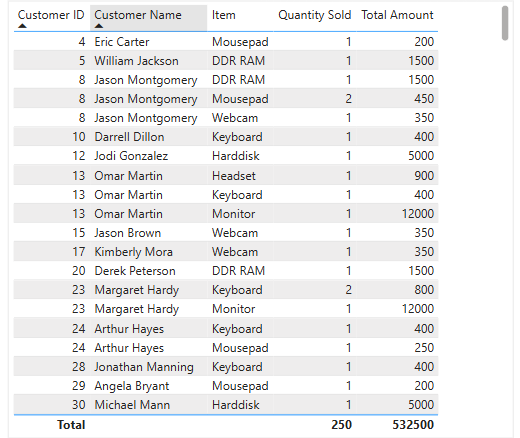 Customer ID Customer Name Item Quantity Sold Total Amount
4 Eric Carter Mousepad 1 200
5 William Jackson DDR RAM 1 1500
8 Jason Montgomery DDR RAM 1 1500
8 Jason Montgomery Mousepad 2 450
8 Jason Montgomery Webcam 1 350
10 Darrell Dillon Keyboard 1 400
12 Jodi Gonzalez Harddisk 1 5000
13 Omar Martin Headset 1 900
13 Omar Martin Keyboard 1 400
13 Omar Martin Monitor 1 12000
15 Jason Brown Webcam 1 350
17 Kimberly Mora Webcam 1 350
20 Derek Peterson DDR RAM 1 1500
23 Margaret Hardy Keyboard 2 800
23 Margaret Hardy Monitor 1 12000
24 Arthur Hayes Keyboard 1 400
24 Arthur Hayes Mousepad 1 250
28 Jonathan Manning Keyboard 1 400
29 Angela Bryant Mousepad 1 200
30 Michael Mann Harddisk 1 5000
Total 250 532500